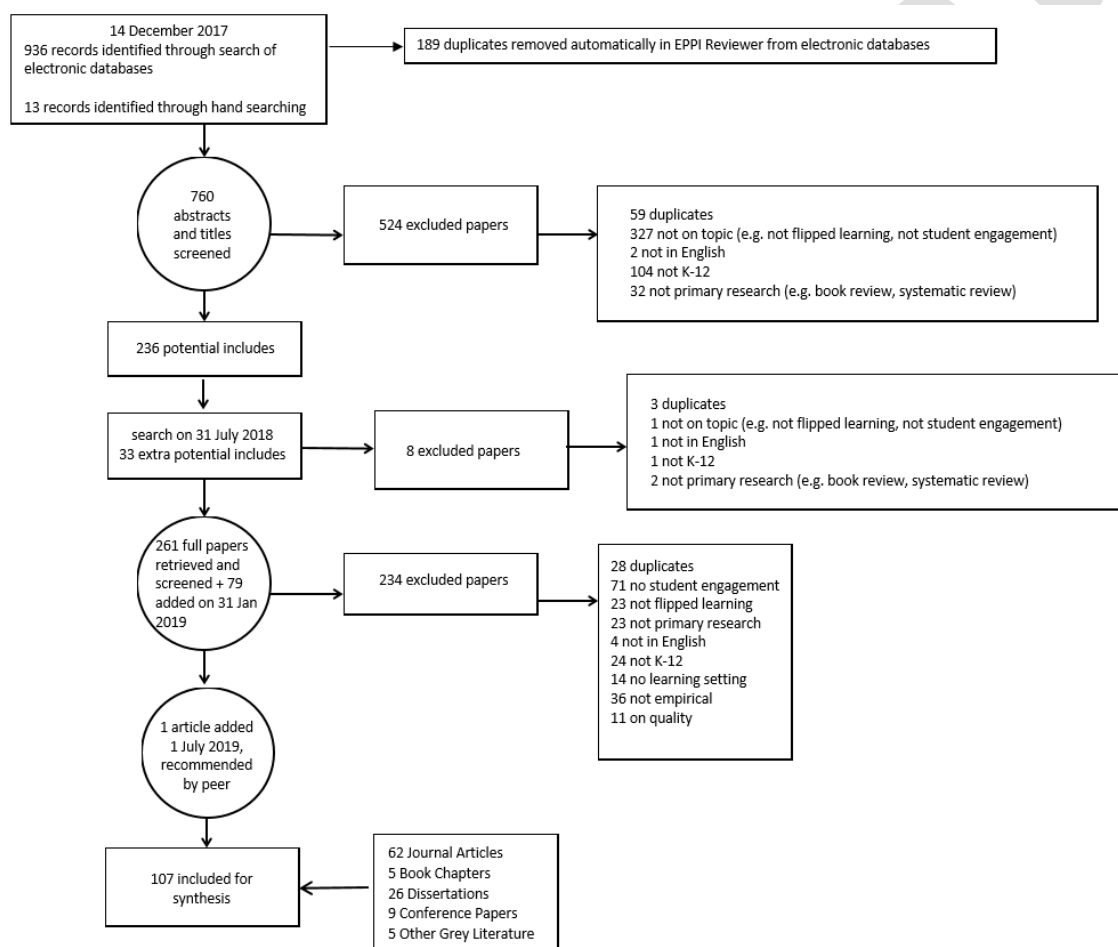 14 December 2017
936 records identified through search of
electronic databases
13 records identified through hand searching
189 duplicates removed automatically in EPPI Reviewer from electronic databases
760
abstracts
and titles
screened
524 excluded papers
59 duplicates
327 not on topic (e.g. not flipped learning, not student engagement)
2 not in English
104 not K-12
32 not primary research (e.g. book review, systematic review)
236 potential includes
search on 31 July 2018
33 extra potential includes
8 excluded papers
3 duplicates
1 not on topic (e.g. not flipped learning, not student engagement)
1 not in English
1 not K-12
2 not primary research (e.g. book review, systematic review)
261 full papers
retrieved and
screened + 79
added on 31 Jan
2019
234 excluded papers
28 duplicates
71 no student engagement
23 not flipped learning
23 not primary research
4 not in English
24 not K-12
14 no learning setting
36 not empirical
11 on quality
1 article added
1 July 2019,
recommended
by peer
107 included for
synthesis
62 Journal Articles
5 Book Chapters
26 Dissertations
9 Conference Papers
5 Other Grey Literature